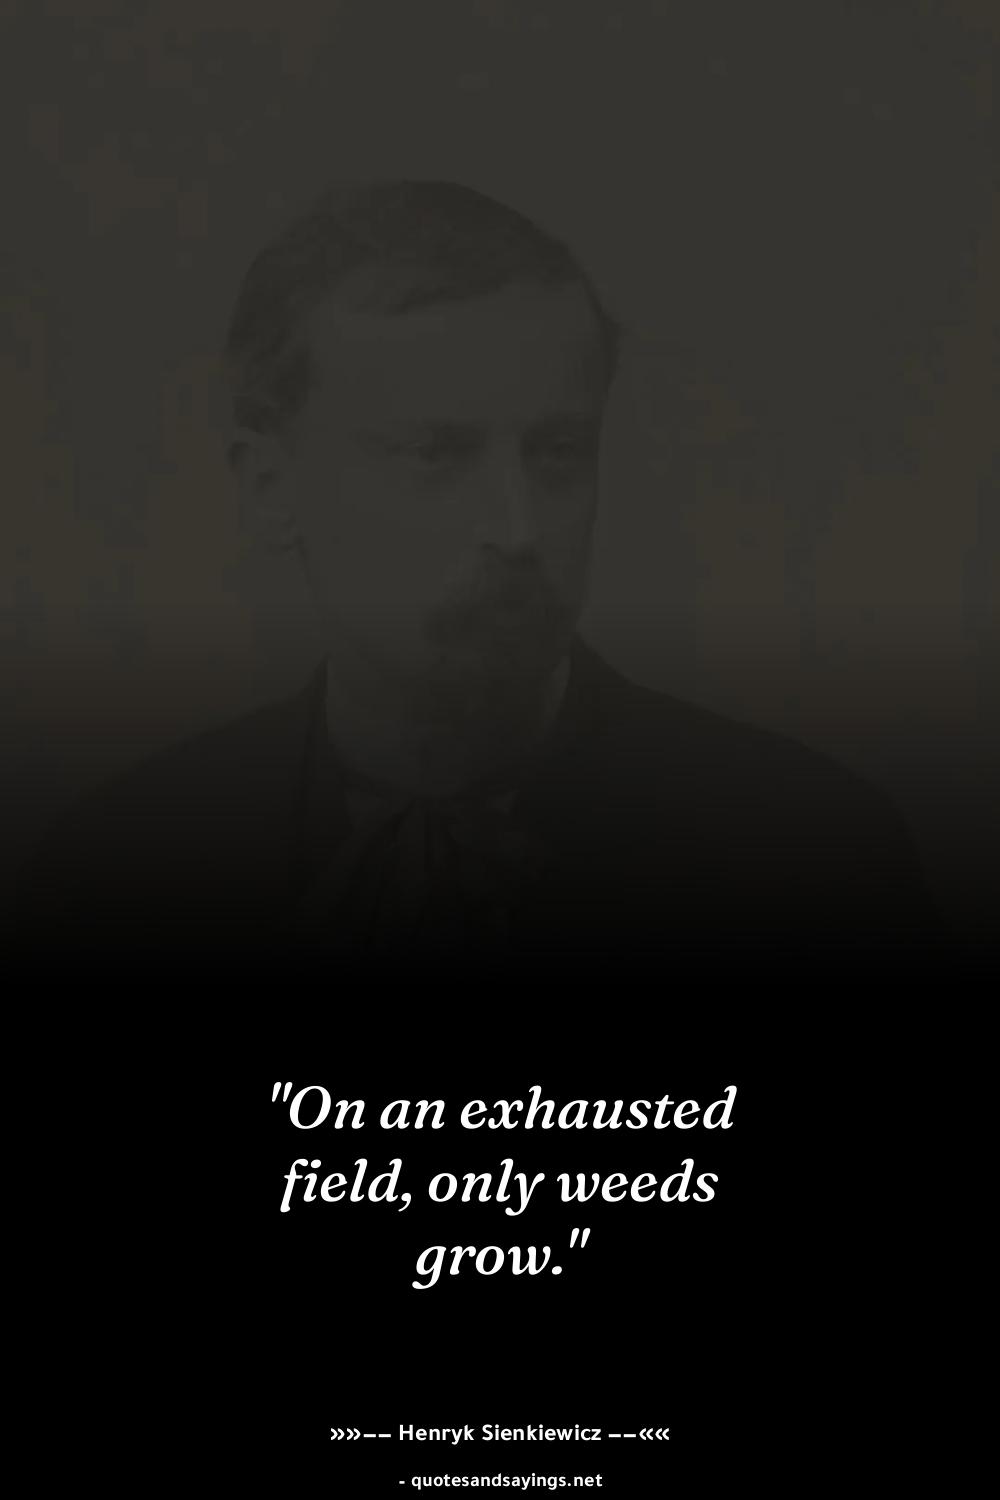 "On an exhausted
field, only weeds
grow."
»»−− Henryk Sienkiewicz −−««
- quotesandsayings.net